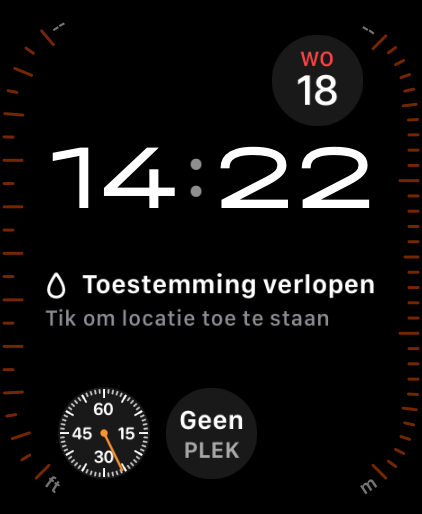 --
--
WO
18
14:22
Toestemming verlopen
Tik om locatie toe te staan
60
45 15
30
Geen
PLEK
ft
m